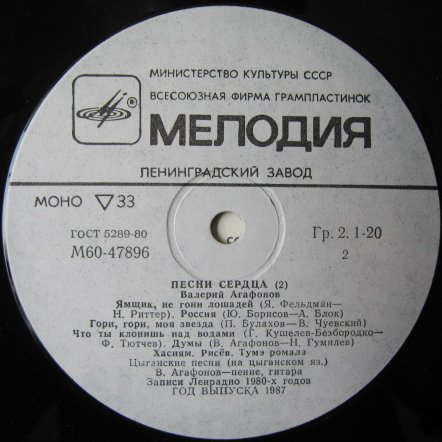 МИНИСТЕРСТВО КУЛЬТУРЫ СССР
ВСЕСОЮЗНАЯ ФИРМА ГРАМПЛАСТИНОК
®
МЕЛОДИЯ
ЛЕНИНГРАДСКИЙ ЗАВОД
МОНО ▽ 33
ГОСТ 5289-80
Гр. 2. 1-20
М60-47896
2
ПЕСНИ СЕРДЦА (2)
Валерий Агафонов
Ямщик, не гони лошадей (Я. Фельдман—
Н. Риттер). Россия (Ю. Борисов—А. Блок)
Гори, гори, моя звезда (П. Булахов— В. Чуевский)
Что ты клонишь над водами (Г. Кушелев-Безбородко—
Ф. Тютчев). Думы (В. Агафонов—Н. Гумилев)
Хасиям. Рисёв. Тумэ ромалэ
Цыганские песни (на цыганском яз.)
В. Агафонов—пение, гитара
Записи Ленрадио 1980-х годов
ГОД ВЫПУСКА 1987